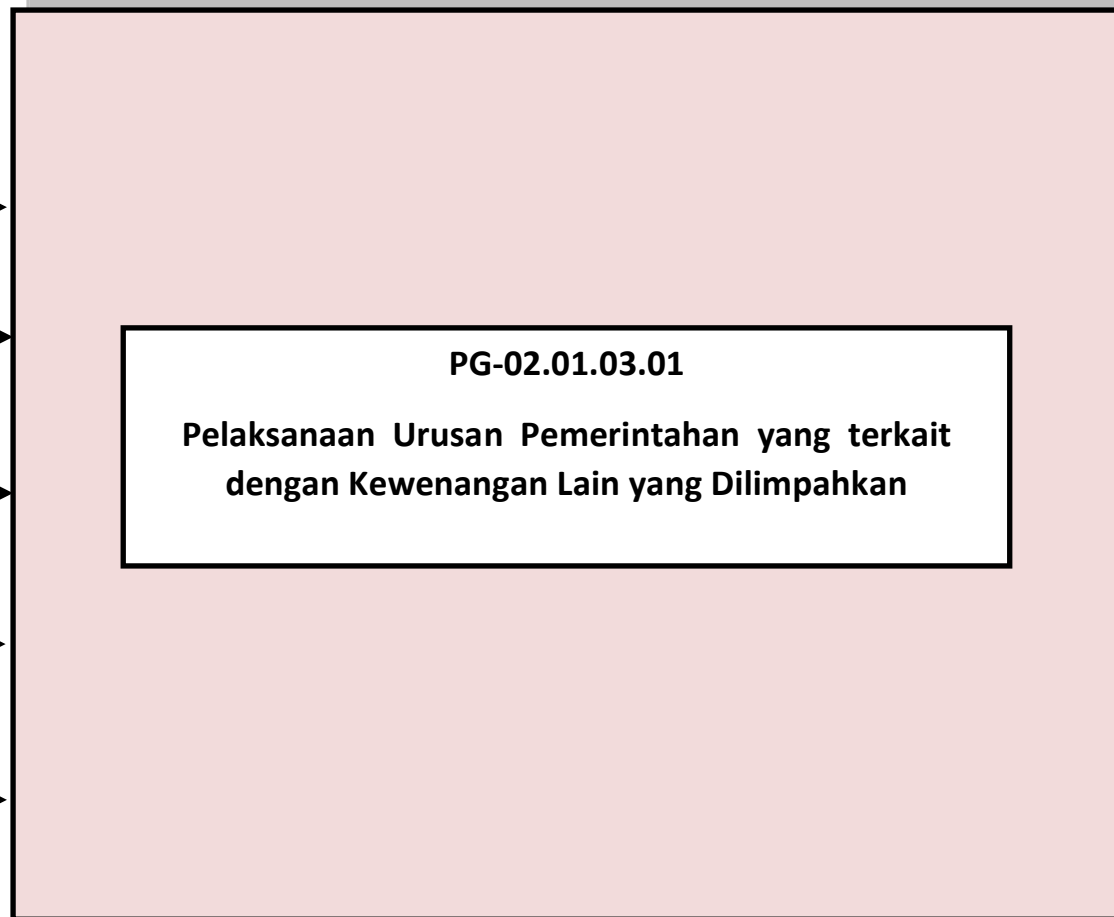 PG-02.01.03.01
Pelaksanaan Urusan Pemerintahan yang terkait
dengan Kewenangan Lain yang Dilimpahkan